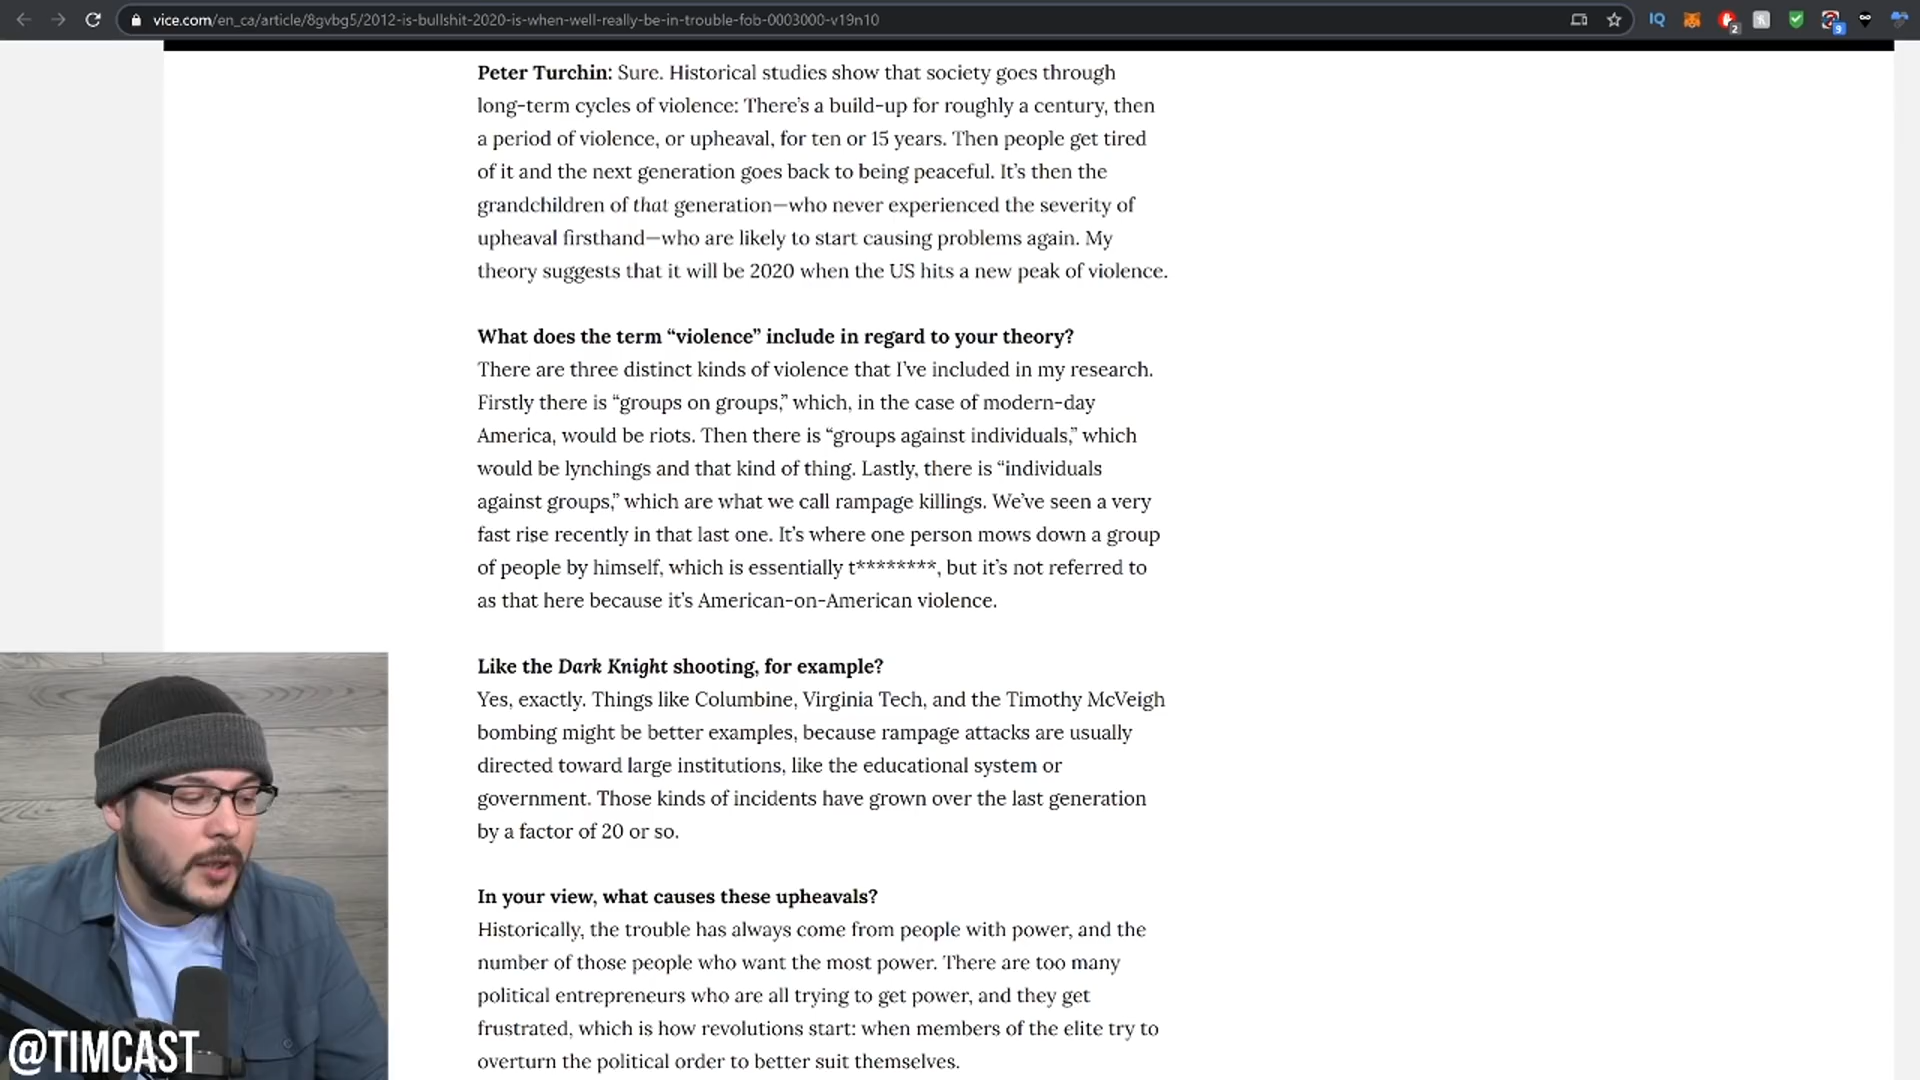 vice.com/en_ca/article/8gvbg5/2012-is-bullshit-2020-is-when-well-really-be-in-trouble-fob-0003000-v19n10
IQ
2
9
Peter Turchin: Sure. Historical studies show that society goes through
long-term cycles of violence: There’s a build-up for roughly a century, then
a period of violence, or upheaval, for ten or 15 years. Then people get tired
of it and the next generation goes back to being peaceful. It’s then the
grandchildren of that generation—who never experienced the severity of
upheaval firsthand—who are likely to start causing problems again. My
theory suggests that it will be 2020 when the US hits a new peak of violence.
What does the term “violence” include in regard to your theory?
There are three distinct kinds of violence that I’ve included in my research.
Firstly there is “groups on groups,” which, in the case of modern-day
America, would be riots. Then there is “groups against individuals,” which
would be lynchings and that kind of thing. Lastly, there is “individuals
against groups,” which are what we call rampage killings. We’ve seen a very
fast rise recently in that last one. It’s where one person mows down a group
of people by himself, which is essentially t********, but it’s not referred to
as that here because it’s American-on-American violence.
Like the Dark Knight shooting, for example?
Yes, exactly. Things like Columbine, Virginia Tech, and the Timothy McVeigh
bombing might be better examples, because rampage attacks are usually
directed toward large institutions, like the educational system or
government. Those kinds of incidents have grown over the last generation
by a factor of 20 or so.
In your view, what causes these upheavals?
Historically, the trouble has always come from people with power, and the
number of those people who want the most power. There are too many
political entrepreneurs who are all trying to get power, and they get
frustrated, which is how revolutions start: when members of the elite try to
overturn the political order to better suit themselves.
@TIMCAST